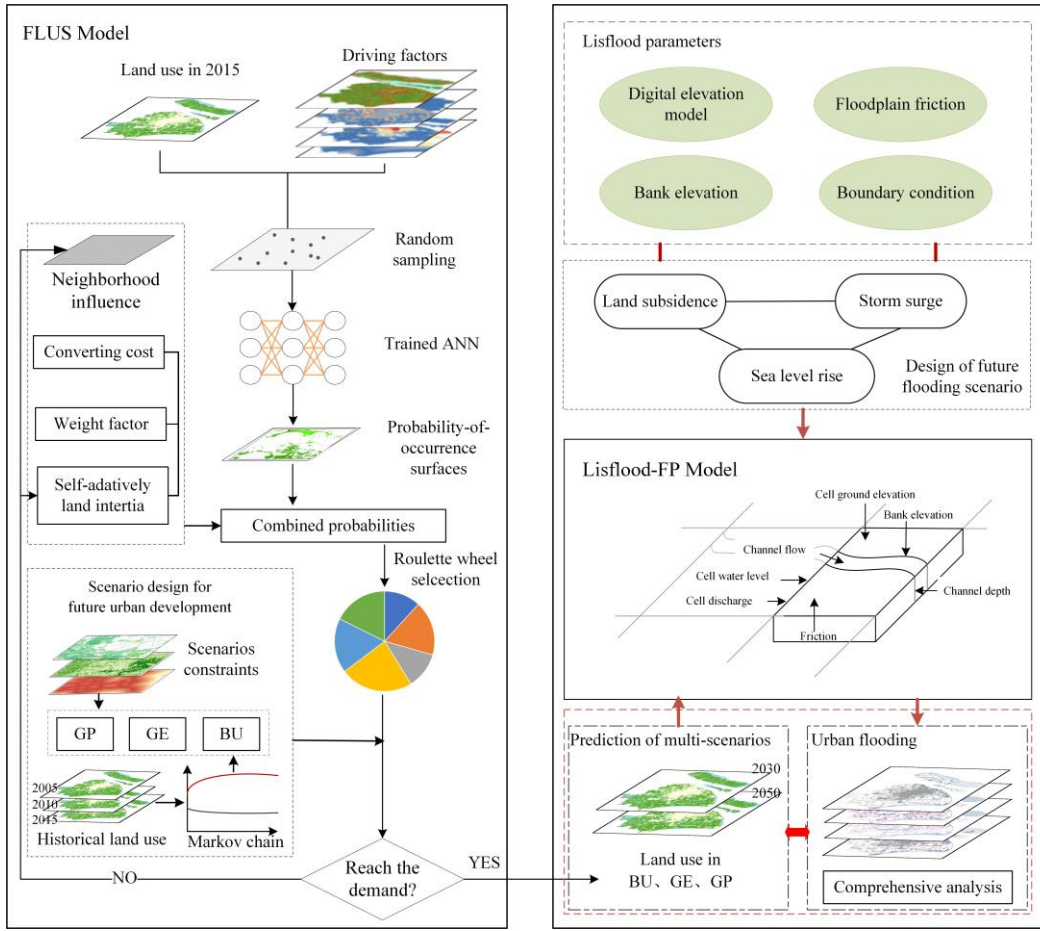 FLUS Model
Land use in 2015
Driving factors
Random
sampling
Neighborhood
influence
Trained ANN
Converting cost
Weight factor
Probability-of-
occurrence
surfaces
Self-adatively
land intertia
Combined probabilities
Roulette wheel
selcection
Scenario design for
future urban development
Scenarios
constraints
GP
GE
BU
2005
2010
2015
Historical land use
Markov chain
Reach the
demand?
NO
YES
Lisflood parameters
Digital elevation
model
Floodplain friction
Bank elevation
Boundary condition
Land subsidence
Storm surge
Sea level rise
Design of future
flooding scenario
Lisflood-FP Model
Cell ground elevation
Bank elevation
Channel flow
Cell water level
Cell discharge
Channel depth
Friction
Prediction of multi-scenarios
2030
2050
Land use in
BU、GE、GP
Urban flooding
Comprehensive analysis